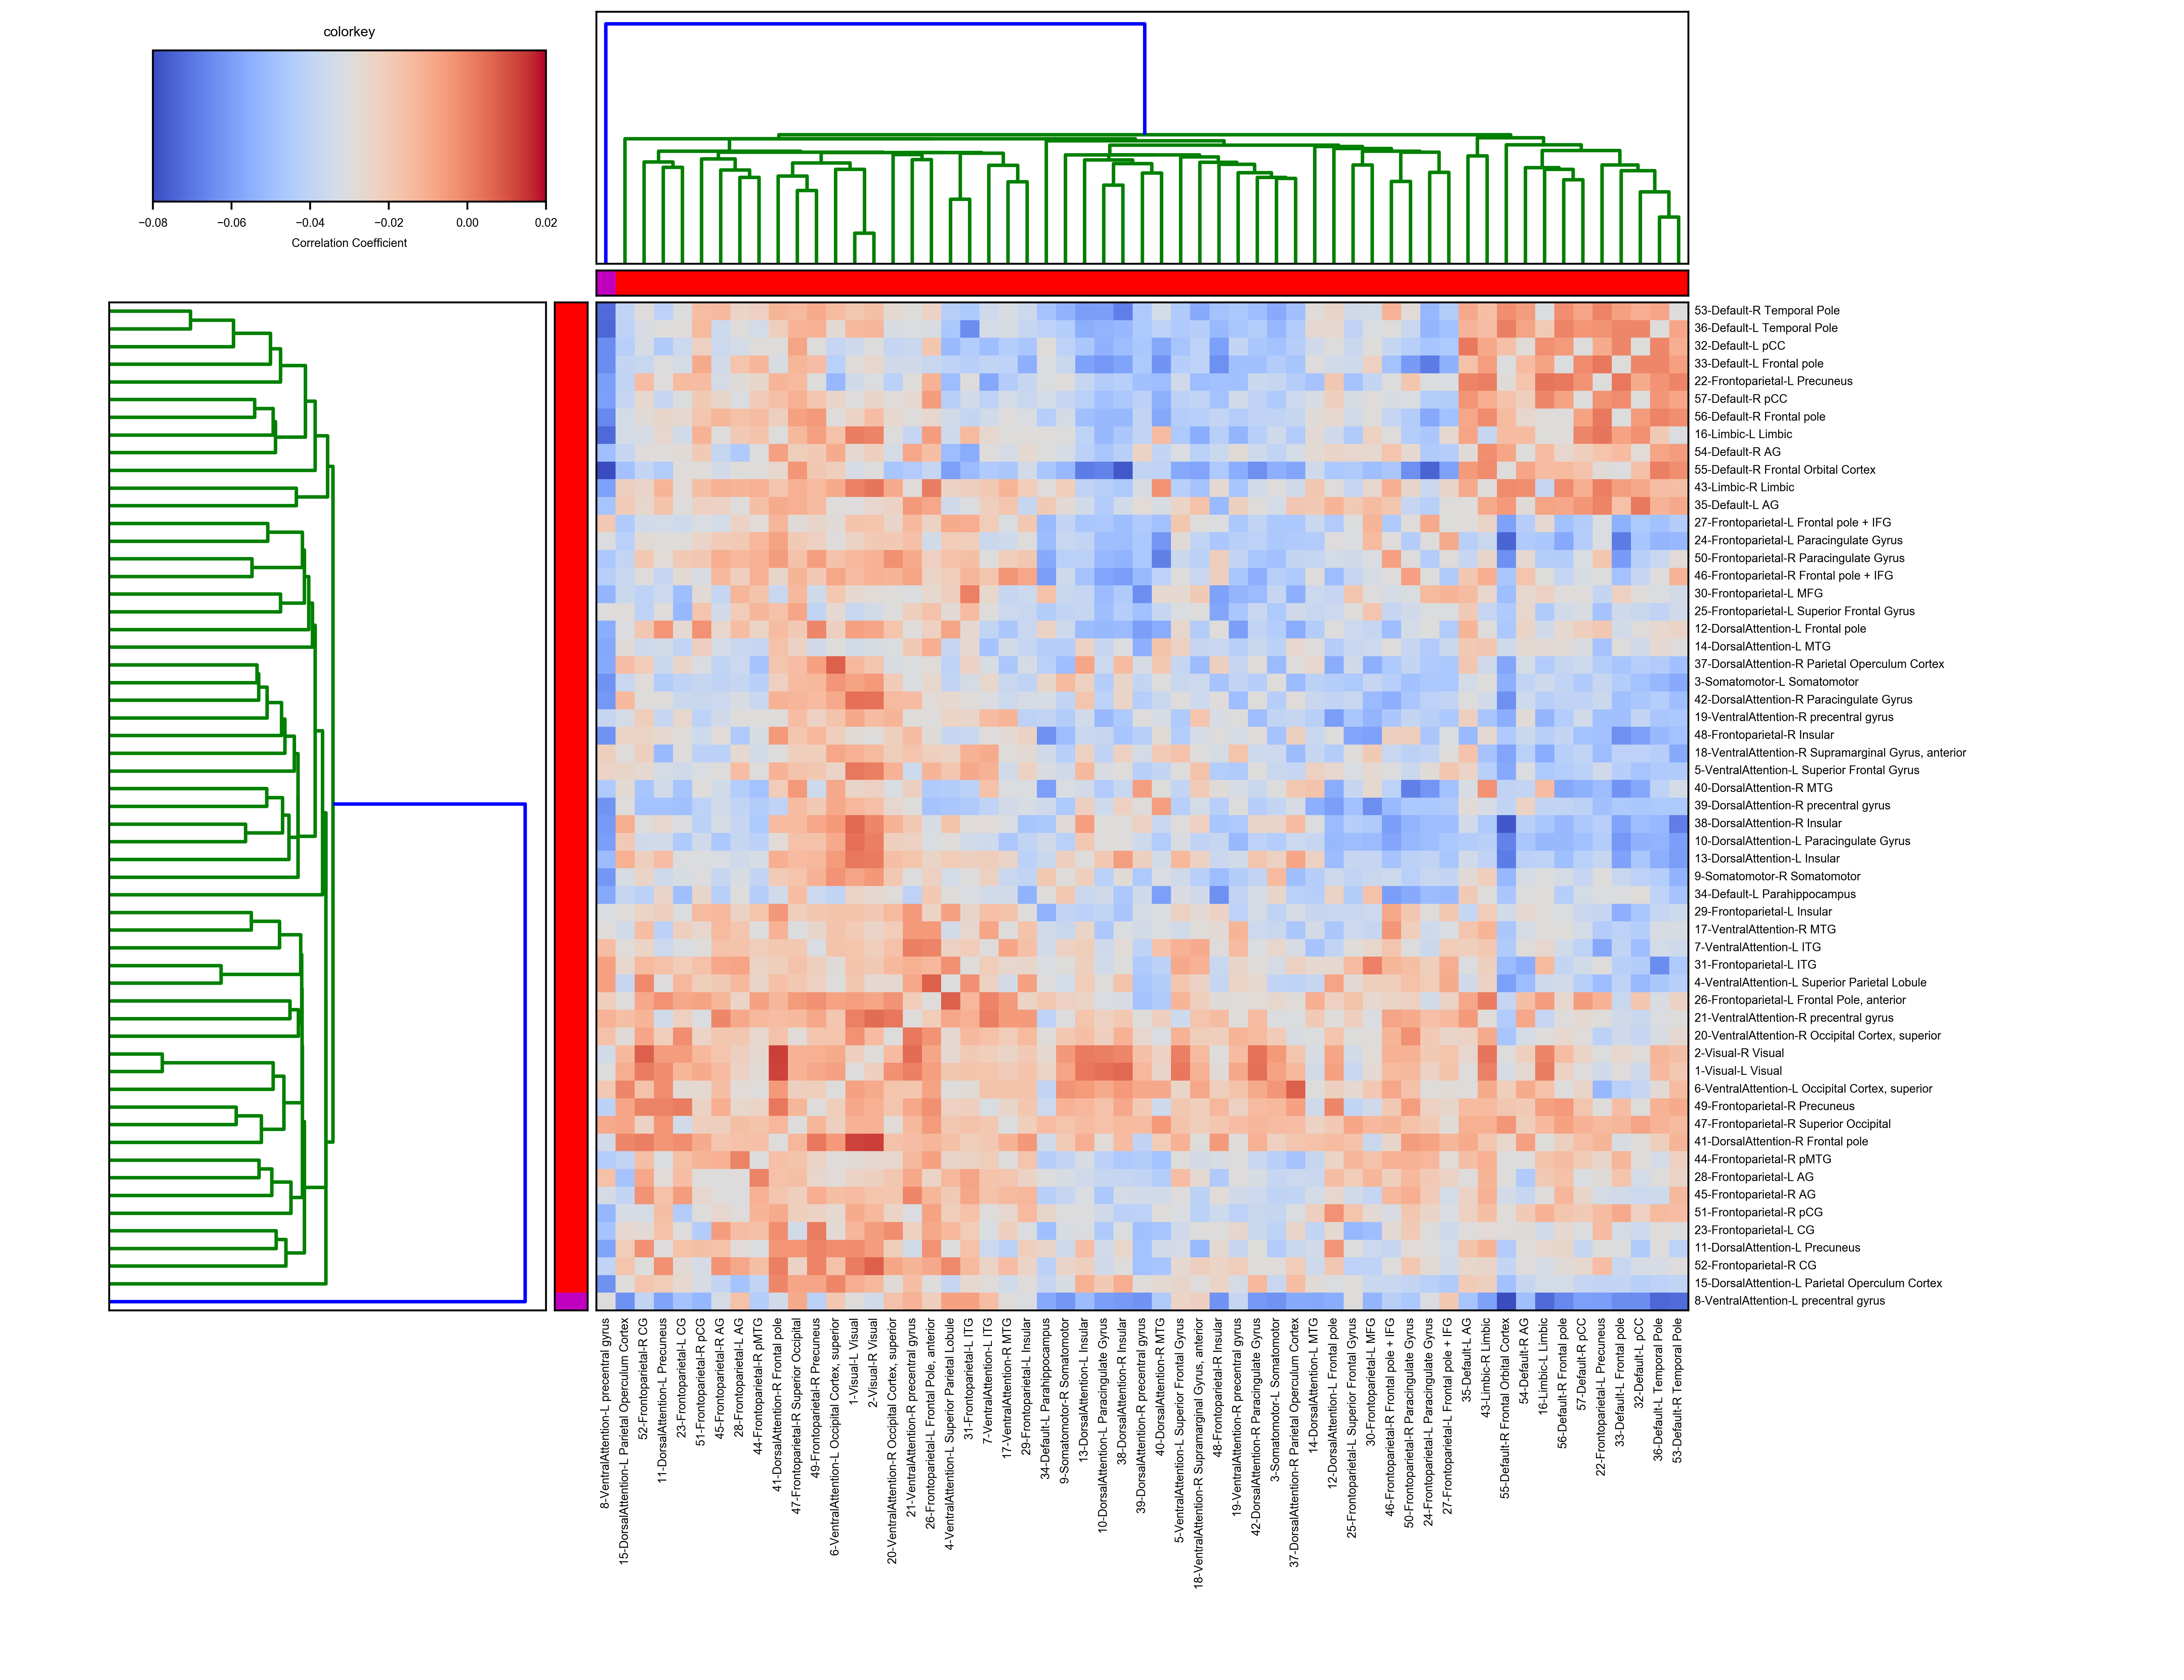 colorkey
−0.08 −0.06 −0.04 −0.02 0.00 0.02
Correlation Coefficient
53-Default-R Temporal Pole
36-Default-L Temporal Pole
32-Default-L pCC
33-Default-L Frontal pole
22-Frontoparietal-L Precuneus
57-Default-R pCC
56-Default-R Frontal pole
16-Limbic-L Limbic
54-Default-R AG
55-Default-R Frontal Orbital Cortex
43-Limbic-R Limbic
35-Default-L AG
27-Frontoparietal-L Frontal pole + IFG
24-Frontoparietal-L Paracingulate Gyrus
50-Frontoparietal-R Paracingulate Gyrus
46-Frontoparietal-R Frontal pole + IFG
30-Frontoparietal-L MFG
25-Frontoparietal-L Superior Frontal Gyrus
12-DorsalAttention-L Frontal pole
14-DorsalAttention-L MTG
37-DorsalAttention-R Parietal Operculum Cortex
3-Somatomotor-L Somatomotor
42-DorsalAttention-R Paracingulate Gyrus
19-VentralAttention-R precentral gyrus
48-Frontoparietal-R Insular
18-VentralAttention-R Supramarginal Gyrus, anterior
5-VentralAttention-L Superior Frontal Gyrus
40-DorsalAttention-R MTG
39-DorsalAttention-R precentral gyrus
38-DorsalAttention-R Insular
10-DorsalAttention-L Paracingulate Gyrus
13-DorsalAttention-L Insular
9-Somatomotor-R Somatomotor
34-Default-L Parahippocampus
29-Frontoparietal-L Insular
17-VentralAttention-R MTG
7-VentralAttention-L ITG
31-Frontoparietal-L ITG
4-VentralAttention-L Superior Parietal Lobule
26-Frontoparietal-L Frontal Pole, anterior
21-VentralAttention-R precentral gyrus
20-VentralAttention-R Occipital Cortex, superior
2-Visual-R Visual
1-Visual-L Visual
6-VentralAttention-L Occipital Cortex, superior
49-Frontoparietal-R Precuneus
47-Frontoparietal-R Superior Occipital
41-DorsalAttention-R Frontal pole
44-Frontoparietal-R pMTG
28-Frontoparietal-L AG
45-Frontoparietal-R AG
51-Frontoparietal-R pCG
23-Frontoparietal-L CG
11-DorsalAttention-L Precuneus
52-Frontoparietal-R CG
15-DorsalAttention-L Parietal Operculum Cortex
8-VentralAttention-L precentral gyrus
8-VentralAttention-L precentral gyrus
15-DorsalAttention-L Parietal Operculum Cortex
52-Frontoparietal-R CG
11-DorsalAttention-L Precuneus
23-Frontoparietal-L CG
51-Frontoparietal-R pCG
45-Frontoparietal-R AG
28-Frontoparietal-L AG
44-Frontoparietal-R pMTG
41-DorsalAttention-R Frontal pole
47-Frontoparietal-R Superior Occipital
49-Frontoparietal-R Precuneus
6-VentralAttention-L Occipital Cortex, superior
1-Visual-L Visual
2-Visual-R Visual
20-VentralAttention-R Occipital Cortex, superior
21-VentralAttention-R precentral gyrus
26-Frontoparietal-L Frontal Pole, anterior
4-VentralAttention-L Superior Parietal Lobule
31-Frontoparietal-L ITG
7-VentralAttention-L ITG
17-VentralAttention-R MTG
29-Frontoparietal-L Insular
34-Default-L Parahippocampus
9-Somatomotor-R Somatomotor
13-DorsalAttention-L Insular
10-DorsalAttention-L Paracingulate Gyrus
38-DorsalAttention-R Insular
39-DorsalAttention-R precentral gyrus
40-DorsalAttention-R MTG
5-VentralAttention-L Superior Frontal Gyrus
18-VentralAttention-R Supramarginal Gyrus, anterior
48-Frontoparietal-R Insular
19-VentralAttention-R precentral gyrus
42-DorsalAttention-R Paracingulate Gyrus
3-Somatomotor-L Somatomotor
37-DorsalAttention-R Parietal Operculum Cortex
14-DorsalAttention-L MTG
12-DorsalAttention-L Frontal pole
25-Frontoparietal-L Superior Frontal Gyrus
30-Frontoparietal-L MFG
46-Frontoparietal-R Frontal pole + IFG
50-Frontoparietal-R Paracingulate Gyrus
24-Frontoparietal-L Paracingulate Gyrus
27-Frontoparietal-L Frontal pole + IFG
35-Default-L AG
43-Limbic-R Limbic
55-Default-R Frontal Orbital Cortex
54-Default-R AG
16-Limbic-L Limbic
56-Default-R Frontal pole
57-Default-R pCC
22-Frontoparietal-L Precuneus
33-Default-L Frontal pole
32-Default-L pCC
36-Default-L Temporal Pole
53-Default-R Temporal Pole